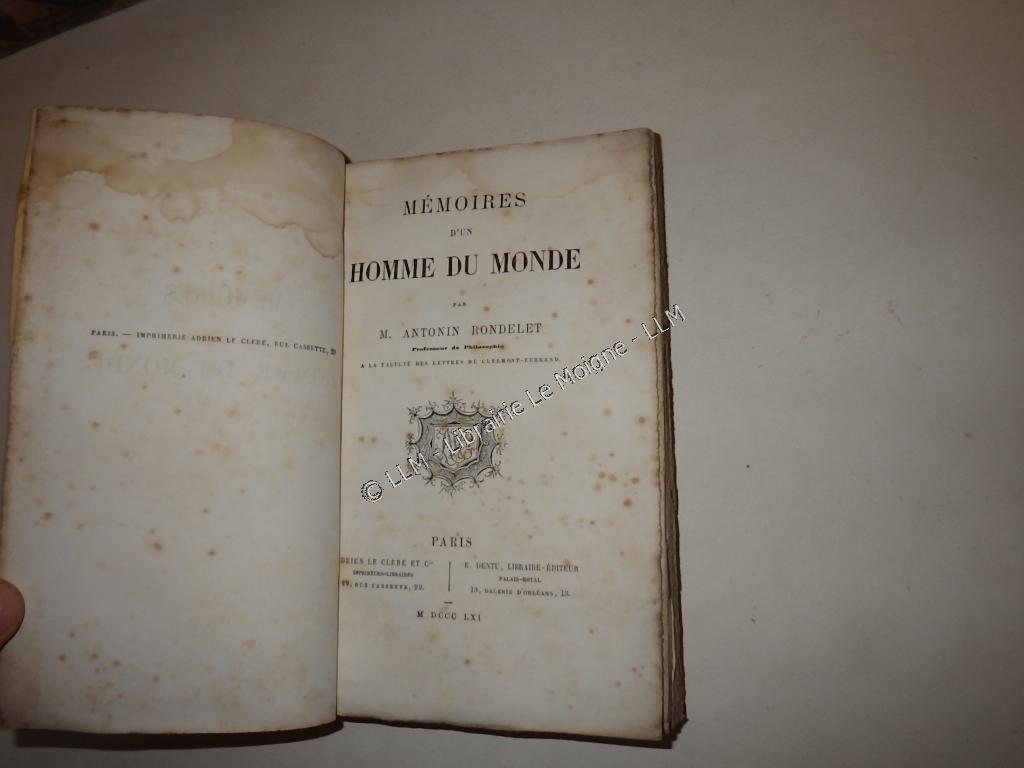 PARIS. — IMPRIMERIE ADRIEN LE CLERE, RUE CASSETTE, 29
MÉMOIRES
D'UN
HOMME DU MONDE
PAR
M. ANTONIN RONDELET
Professeur de Philosophie
A LA FACULTÉ DES LETTRES DE CLERMONT-FERRAND.
© LLM - Librairie Le Moigne - LLM
PARIS
DRIEN LE CLERE ET Cie
IMPRIMEURS-LIBRAIRES
29, RUE CASSETTE, 29.
E. DENTU, LIBRAIRE-ÉDITEUR
PALAIS-ROYAL
13, GALERIE D'ORLÉANS, 13.
M DCCC LXI